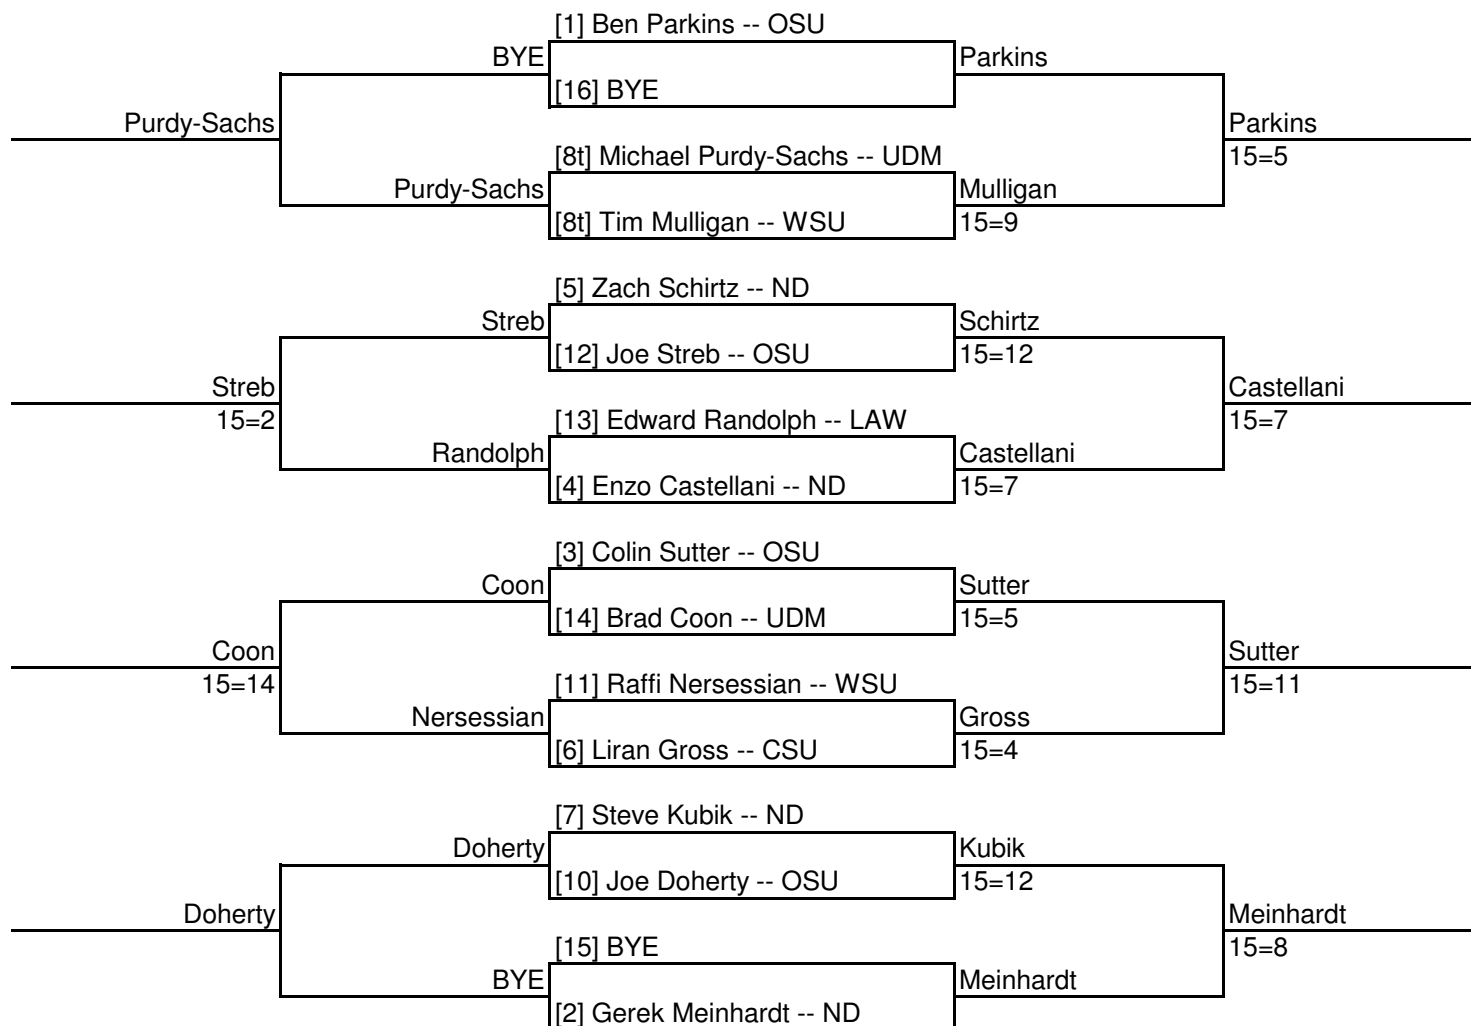 [1] Ben Parkins -- OSU
BYE
Parkins
[16] BYE
Purdy-Sachs
Parkins
[8t] Michael Purdy-Sachs -- UDM
15=5
Purdy-Sachs
Mulligan
[8t] Tim Mulligan -- WSU
15=9
[5] Zach Schirtz -- ND
Streb
Schirtz
[12] Joe Streb -- OSU
15=12
Streb
Castellani
15=2
[13] Edward Randolph -- LAW
15=7
Randolph
Castellani
[4] Enzo Castellani -- ND
15=7
[3] Colin Sutter -- OSU
Coon
Sutter
[14] Brad Coon -- UDM
15=5
Coon
Sutter
15=14
[11] Raffi Nersessian -- WSU
15=11
Nersessian
Gross
[6] Liran Gross -- CSU
15=4
[7] Steve Kubik -- ND
Doherty
Kubik
[10] Joe Doherty -- OSU
15=12
Doherty
Meinhardt
[15] BYE
15=8
BYE
Meinhardt
[2] Gerek Meinhardt -- ND